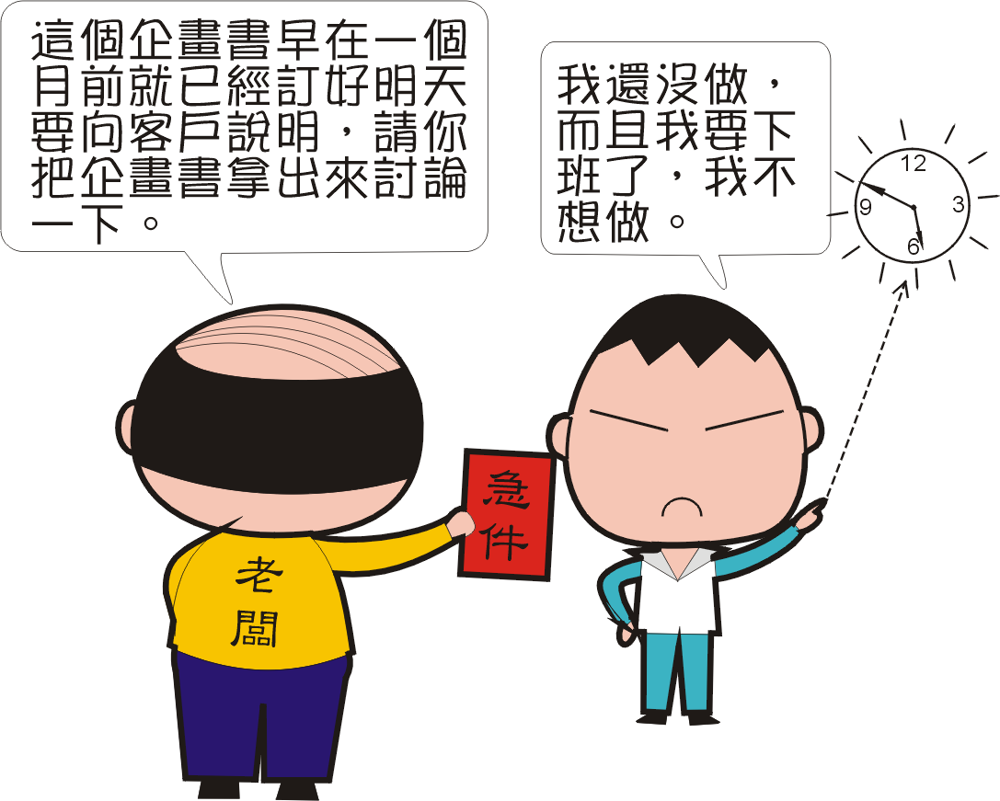 這個企畫書早在一個
月前就已經訂好明天
要向客戶說明，請你
把企畫書拿出來討論
一下。
我還沒做，
而且我要下
班了，我不
想做。
12
9
3
6
急
件
老
闆